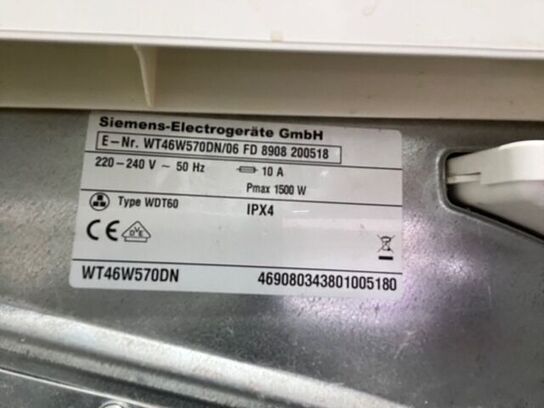 Siemens-Electrogeräte GmbH
E-Nr. WT46W570DN/06 FD 8908 200518
220-240 V ~ 50 Hz 10 A
Pmax 1500 W
Type WDT60 IPX4
CE VDE
WT46W570DN 469080343801005180